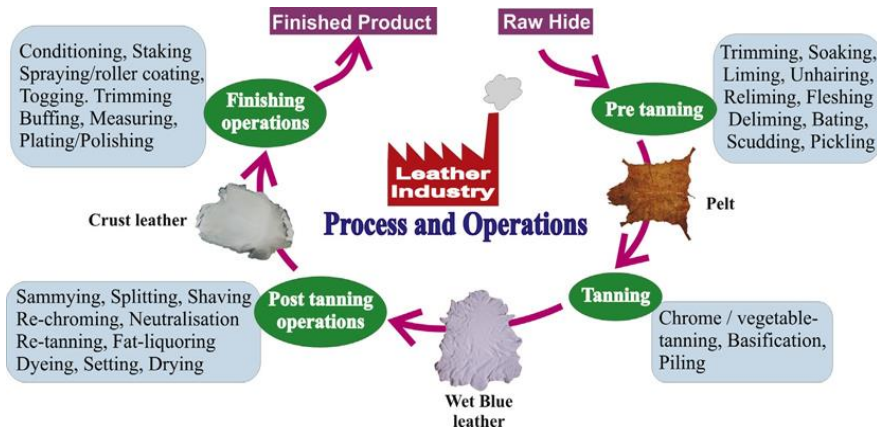 Finished Product
Raw Hide
Conditioning, Staking
Spraying/roller coating,
Togging. Trimming
Buffing, Measuring,
Plating/Polishing
Finishing
operations
Pre tanning
Trimming, Soaking,
Liming, Unhairing,
Reliming, Fleshing
Deliming, Bating,
Scudding, Pickling
Leather
Industry
Process and Operations
Crust leather
Pelt
Sammying, Splitting, Shaving
Re-chroming, Neutralisation
Re-tanning, Fat-liquoring
Dyeing, Setting, Drying
Post tanning
operations
Tanning
Chrome / vegetable-
tanning, Basification,
Piling
Wet Blue
leather